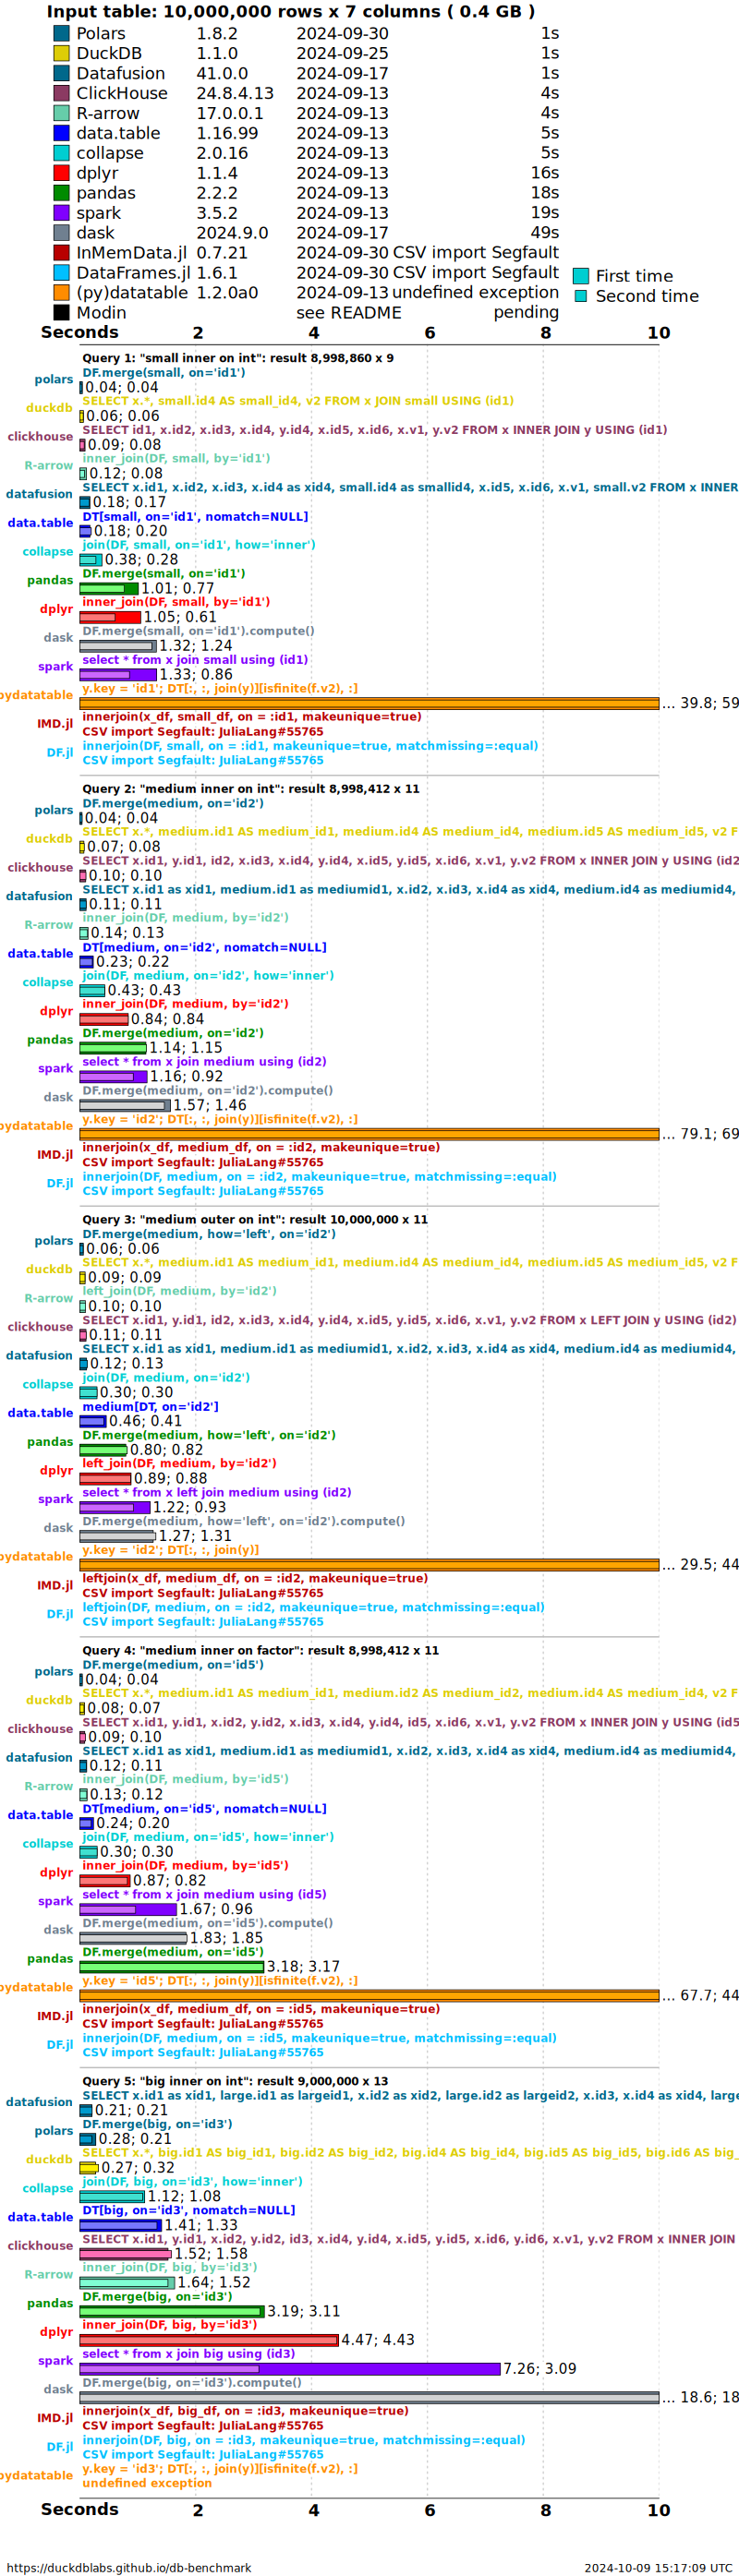 Input table: 10,000,000 rows x 7 columns ( 0.4 GB )
Polars 1.8.2 2024-09-30 1s
DuckDB 1.1.0 2024-09-25 1s
Datafusion 41.0.0 2024-09-17 1s
ClickHouse 24.8.4.13 2024-09-13 4s
R-arrow 17.0.0.1 2024-09-13 4s
data.table 1.16.99 2024-09-13 5s
collapse 2.0.16 2024-09-13 5s
dplyr 1.1.4 2024-09-13 16s
pandas 2.2.2 2024-09-13 18s
spark 3.5.2 2024-09-13 19s
dask 2024.9.0 2024-09-17 49s
InMemData.jl 0.7.21 2024-09-30 CSV import Segfault
DataFrames.jl 1.6.1 2024-09-30 CSV import Segfault
(py)datatable 1.2.0a0 2024-09-13 undefined exception
Modin see README pending
First time
Second time
Seconds 2 4 6 8 10
Query 1: "small inner on int": result 8,998,860 x 9
DF.merge(small, on='id1')
polars 0.04; 0.04
SELECT x.*, small.id4 AS small_id4, v2 FROM x JOIN small USING (id1)
duckdb 0.06; 0.06
SELECT id1, x.id2, x.id3, x.id4, y.id4, x.id5, x.id6, x.v1, y.v2 FROM x INNER JOIN y USING (id1)
clickhouse 0.09; 0.08
inner_join(DF, small, by='id1')
R-arrow 0.12; 0.08
SELECT x.id1, x.id2, x.id3, x.id4 as xid4, small.id4 as smallid4, x.id5, x.id6, x.v1, small.v2 FROM x INNER
datafusion 0.18; 0.17
DT[small, on='id1', nomatch=NULL]
data.table 0.18; 0.20
join(DF, small, on='id1', how='inner')
collapse 0.38; 0.28
DF.merge(small, on='id1')
pandas 1.01; 0.77
inner_join(DF, small, by='id1')
dplyr 1.05; 0.61
DF.merge(small, on='id1').compute()
dask 1.32; 1.24
select * from x join small using (id1)
spark 1.33; 0.86
y.key = 'id1'; DT[:, :, join(y)][isfinite(f.v2), :]
pydatatable ... 39.8; 59
innerjoin(x_df, small_df, on = :id1, makeunique=true)
IMD.jl CSV import Segfault: JuliaLang#55765
innerjoin(DF, small, on = :id1, makeunique=true, matchmissing=:equal)
DF.jl CSV import Segfault: JuliaLang#55765
Query 2: "medium inner on int": result 8,998,412 x 11
DF.merge(medium, on='id2')
polars 0.04; 0.04
SELECT x.*, medium.id1 AS medium_id1, medium.id4 AS medium_id4, medium.id5 AS medium_id5, v2 F
duckdb 0.07; 0.08
SELECT x.id1, y.id1, id2, x.id3, x.id4, y.id4, x.id5, y.id5, x.id6, x.v1, y.v2 FROM x INNER JOIN y USING (id2
clickhouse 0.10; 0.10
SELECT x.id1 as xid1, medium.id1 as mediumid1, x.id2, x.id3, x.id4 as xid4, medium.id4 as mediumid4,
datafusion 0.11; 0.11
inner_join(DF, medium, by='id2')
R-arrow 0.14; 0.13
DT[medium, on='id2', nomatch=NULL]
data.table 0.23; 0.22
join(DF, medium, on='id2', how='inner')
collapse 0.43; 0.43
inner_join(DF, medium, by='id2')
dplyr 0.84; 0.84
DF.merge(medium, on='id2')
pandas 1.14; 1.15
select * from x join medium using (id2)
spark 1.16; 0.92
DF.merge(medium, on='id2').compute()
dask 1.57; 1.46
y.key = 'id2'; DT[:, :, join(y)][isfinite(f.v2), :]
pydatatable ... 79.1; 69
innerjoin(x_df, medium_df, on = :id2, makeunique=true)
IMD.jl CSV import Segfault: JuliaLang#55765
innerjoin(DF, medium, on = :id2, makeunique=true, matchmissing=:equal)
DF.jl CSV import Segfault: JuliaLang#55765
Query 3: "medium outer on int": result 10,000,000 x 11
DF.merge(medium, how='left', on='id2')
polars 0.06; 0.06
SELECT x.*, medium.id1 AS medium_id1, medium.id4 AS medium_id4, medium.id5 AS medium_id5, v2 F
duckdb 0.09; 0.09
left_join(DF, medium, by='id2')
R-arrow 0.10; 0.10
SELECT x.id1, y.id1, id2, x.id3, x.id4, y.id4, x.id5, y.id5, x.id6, x.v1, y.v2 FROM x LEFT JOIN y USING (id2)
clickhouse 0.11; 0.11
SELECT x.id1 as xid1, medium.id1 as mediumid1, x.id2, x.id3, x.id4 as xid4, medium.id4 as mediumid4,
datafusion 0.12; 0.13
join(DF, medium, on='id2')
collapse 0.30; 0.30
medium[DT, on='id2']
data.table 0.46; 0.41
DF.merge(medium, how='left', on='id2')
pandas 0.80; 0.82
left_join(DF, medium, by='id2')
dplyr 0.89; 0.88
select * from x left join medium using (id2)
spark 1.22; 0.93
DF.merge(medium, how='left', on='id2').compute()
dask 1.27; 1.31
y.key = 'id2'; DT[:, :, join(y)]
pydatatable ... 29.5; 44
leftjoin(x_df, medium_df, on = :id2, makeunique=true)
IMD.jl CSV import Segfault: JuliaLang#55765
leftjoin(DF, medium, on = :id2, makeunique=true, matchmissing=:equal)
DF.jl CSV import Segfault: JuliaLang#55765
Query 4: "medium inner on factor": result 8,998,412 x 11
DF.merge(medium, on='id5')
polars 0.04; 0.04
SELECT x.*, medium.id1 AS medium_id1, medium.id2 AS medium_id2, medium.id4 AS medium_id4, v2 F
duckdb 0.08; 0.07
SELECT x.id1, y.id1, x.id2, y.id2, x.id3, x.id4, y.id4, id5, x.id6, x.v1, y.v2 FROM x INNER JOIN y USING (id5
clickhouse 0.09; 0.10
SELECT x.id1 as xid1, medium.id1 as mediumid1, x.id2, x.id3, x.id4 as xid4, medium.id4 as mediumid4,
datafusion 0.12; 0.11
inner_join(DF, medium, by='id5')
R-arrow 0.13; 0.12
DT[medium, on='id5', nomatch=NULL]
data.table 0.24; 0.20
join(DF, medium, on='id5', how='inner')
collapse 0.30; 0.30
inner_join(DF, medium, by='id5')
dplyr 0.87; 0.82
select * from x join medium using (id5)
spark 1.67; 0.96
DF.merge(medium, on='id5').compute()
dask 1.83; 1.85
DF.merge(medium, on='id5')
pandas 3.18; 3.17
y.key = 'id5'; DT[:, :, join(y)][isfinite(f.v2), :]
pydatatable ... 67.7; 44
innerjoin(x_df, medium_df, on = :id5, makeunique=true)
IMD.jl CSV import Segfault: JuliaLang#55765
innerjoin(DF, medium, on = :id5, makeunique=true, matchmissing=:equal)
DF.jl CSV import Segfault: JuliaLang#55765
Query 5: "big inner on int": result 9,000,000 x 13
SELECT x.id1 as xid1, large.id1 as largeid1, x.id2 as xid2, large.id2 as largeid2, x.id3, x.id4 as xid4, large
datafusion 0.21; 0.21
DF.merge(big, on='id3')
polars 0.28; 0.21
SELECT x.*, big.id1 AS big_id1, big.id2 AS big_id2, big.id4 AS big_id4, big.id5 AS big_id5, big.id6 AS big_
duckdb 0.27; 0.32
join(DF, big, on='id3', how='inner')
collapse 1.12; 1.08
DT[big, on='id3', nomatch=NULL]
data.table 1.41; 1.33
SELECT x.id1, y.id1, x.id2, y.id2, id3, x.id4, y.id4, x.id5, y.id5, x.id6, y.id6, x.v1, y.v2 FROM x INNER JOIN
clickhouse 1.52; 1.58
inner_join(DF, big, by='id3')
R-arrow 1.64; 1.52
DF.merge(big, on='id3')
pandas 3.19; 3.11
inner_join(DF, big, by='id3')
dplyr 4.47; 4.43
select * from x join big using (id3)
spark 7.26; 3.09
DF.merge(big, on='id3').compute()
dask ... 18.6; 18
innerjoin(x_df, big_df, on = :id3, makeunique=true)
IMD.jl CSV import Segfault: JuliaLang#55765
innerjoin(DF, big, on = :id3, makeunique=true, matchmissing=:equal)
DF.jl CSV import Segfault: JuliaLang#55765
y.key = 'id3'; DT[:, :, join(y)][isfinite(f.v2), :]
pydatatable undefined exception
Seconds 2 4 6 8 10
https://duckdblabs.github.io/db-benchmark 2024-10-09 15:17:09 UTC